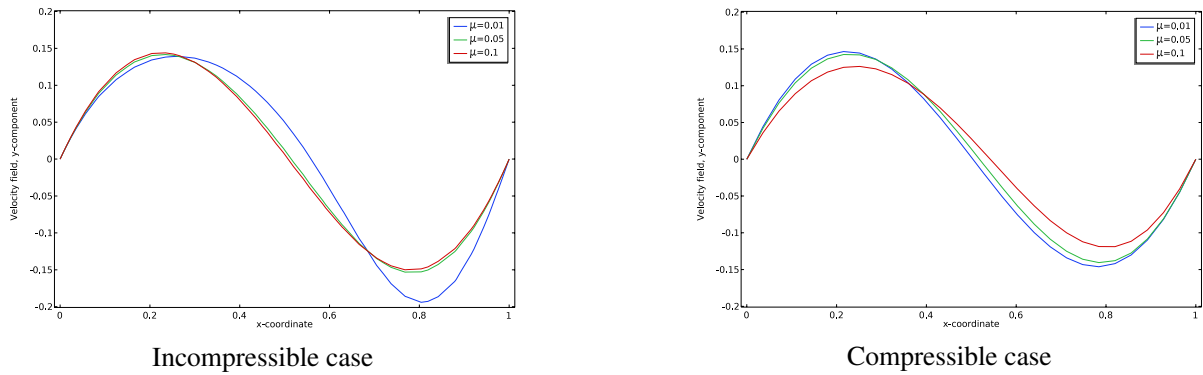 0.2
0.15
0.1
0.05
0
-0.05
-0.1
-0.15
-0.2
Velocity field, y-component
0 0.2 0.4 0.6 0.8 1
x-coordinate
μ=0.01
μ=0.05
μ=0.1
Incompressible case
0.2
0.15
0.1
0.05
0
-0.05
-0.1
-0.15
-0.2
Velocity field, y-component
0 0.2 0.4 0.6 0.8 1
x-coordinate
μ=0.01
μ=0.05
μ=0.1
Compressible case